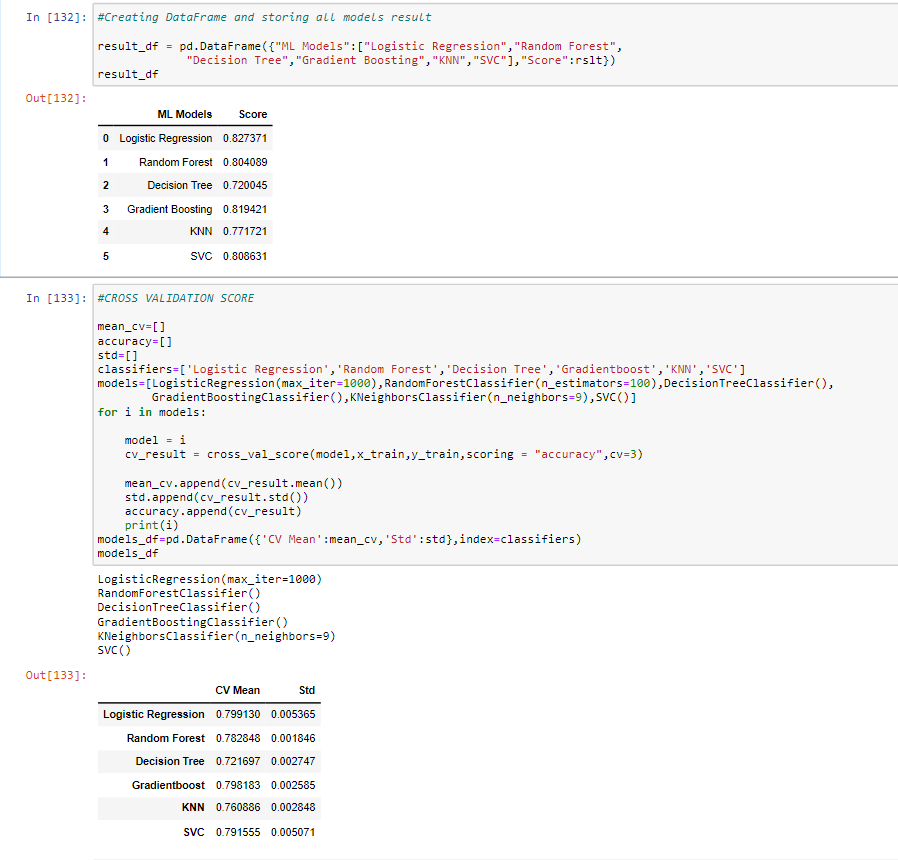 In [132]: #Creating DataFrame and storing all models result
result_df = pd.DataFrame({"ML Models":["Logistic Regression","Random Forest",
"Decision Tree","Gradient Boosting","KNN","SVC"],"Score":rslt})
result_df
Out[132]:
ML Models Score
0 Logistic Regression 0.827371
1 Random Forest 0.804089
2 Decision Tree 0.720045
3 Gradient Boosting 0.819421
4 KNN 0.771721
5 SVC 0.808631
In [133]: #CROSS VALIDATION SCORE
mean_cv=[]
accuracy=[]
std=[]
classifiers=['Logistic Regression','Random Forest','Decision Tree','Gradientboost','KNN','SVC']
models=[LogisticRegression(max_iter=1000),RandomForestClassifier(n_estimators=100),DecisionTreeClassifier(),
GradientBoostingClassifier(),KNeighborsClassifier(n_neighbors=9),SVC()]
for i in models:
model = i
cv_result = cross_val_score(model,x_train,y_train,scoring = "accuracy",cv=3)
mean_cv.append(cv_result.mean())
std.append(cv_result.std())
accuracy.append(cv_result)
print(i)
models_df=pd.DataFrame({'CV Mean':mean_cv,'Std':std},index=classifiers)
models_df
LogisticRegression(max_iter=1000)
RandomForestClassifier()
DecisionTreeClassifier()
GradientBoostingClassifier()
KNeighborsClassifier(n_neighbors=9)
SVC()
Out[133]:
CV Mean Std
Logistic Regression 0.799130 0.005365
Random Forest 0.782848 0.001846
Decision Tree 0.721697 0.002747
Gradientboost 0.798183 0.002585
KNN 0.760886 0.002848
SVC 0.791555 0.005071